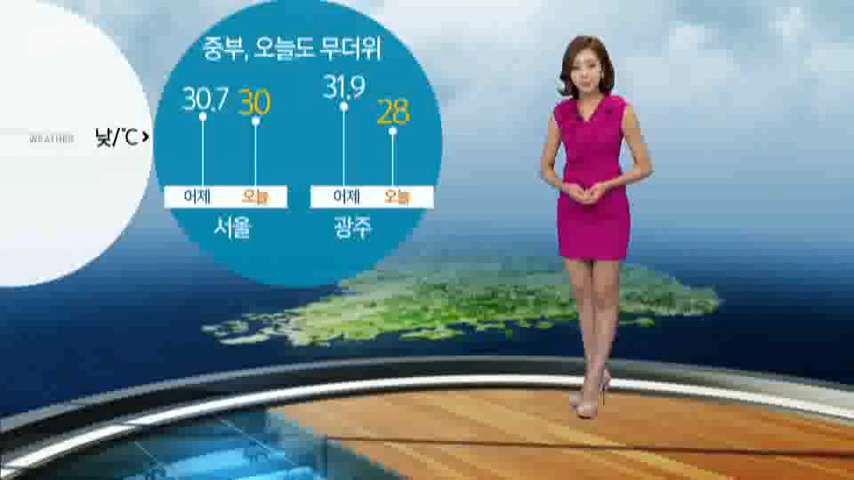 WEATHER
낮/℃ >
중부, 오늘도 무더위
30.7 30
31.9 28
어제 오늘
어제 오늘
서울
광주